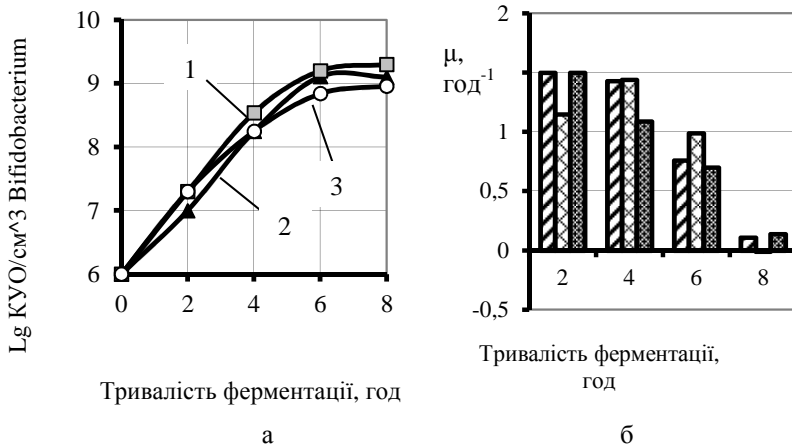 Lg КУО/см^3 Bifidobacterium
10
9
8
7
6
0
2
4
6
8
1
2
3
Тривалість ферментації, год
а
μ,
год-1
2
1
0,5
0
-0,5
2
4
6
8
Тривалість ферментації,
год
б